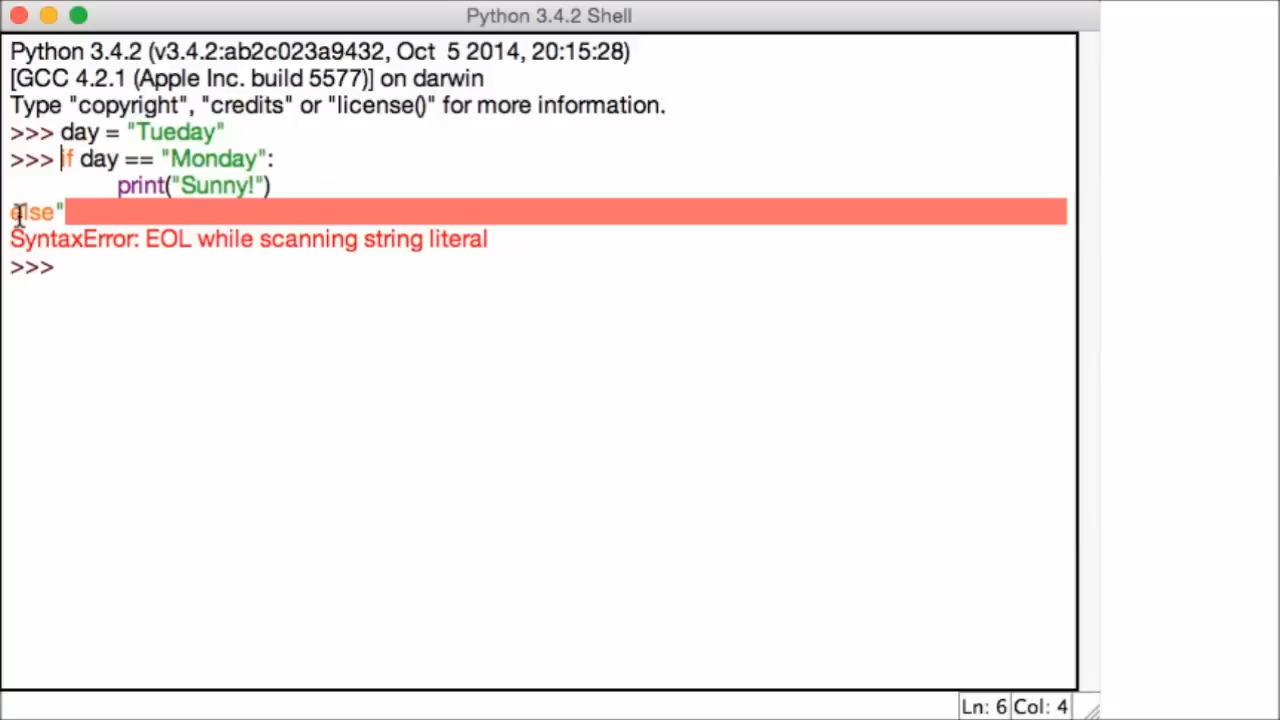 Python 3.4.2 Shell
Python 3.4.2 (v3.4.2:ab2c023a9432, Oct  5 2014, 20:15:28)
[GCC 4.2.1 (Apple Inc. build 5577)] on darwin
Type "copyright", "credits" or "license()" for more information.
>>> day = "Tueday"
>>> if day == "Monday":
print("Sunny!")
else"
SyntaxError: EOL while scanning string literal
>>>
Ln: 6 Col: 4